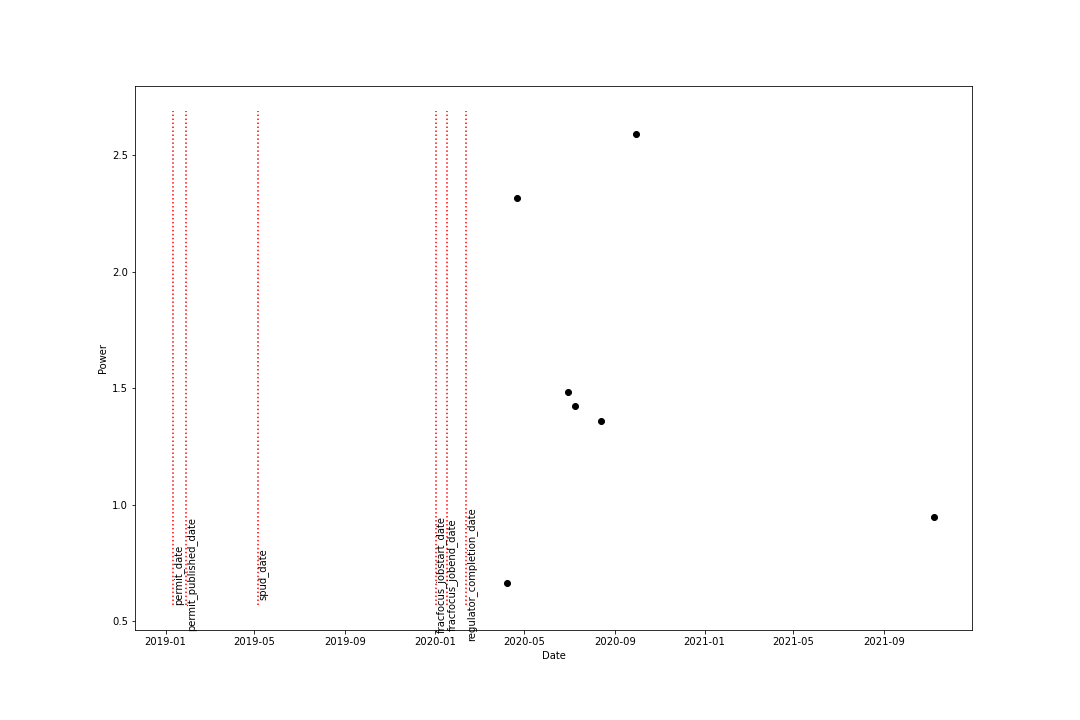 2.5
2.0
1.5
1.0
0.5
Power
permit_date
permit_published_date
spud_date
fracfocus_jobstart_date
fracfocus_jobend_date
regulator_completion_date
2019-01
2019-05
2019-09
2020-01
2020-05
2020-09
2021-01
2021-05
2021-09
Date